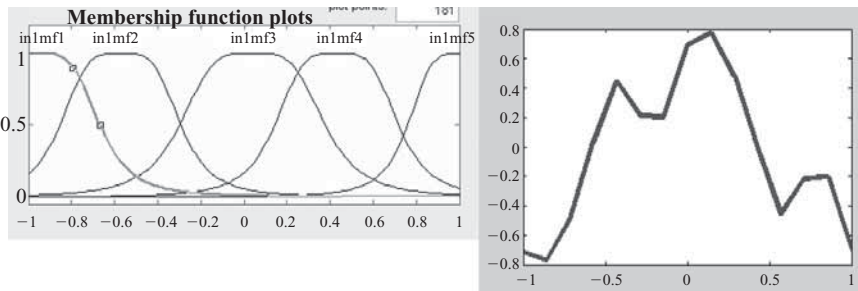 Membership function plots
plot points: 181
in1mf1 in1mf2 in1mf3 in1mf4 in1mf5
1
0.5
0
−1 −0.8 −0.6 −0.4 −0.2 0 0.2 0.4 0.6 0.8 1
0.8
0.6
0.4
0.2
0
−0.2
−0.4
−0.6
−0.8
−1 −0.5 0 0.5 1